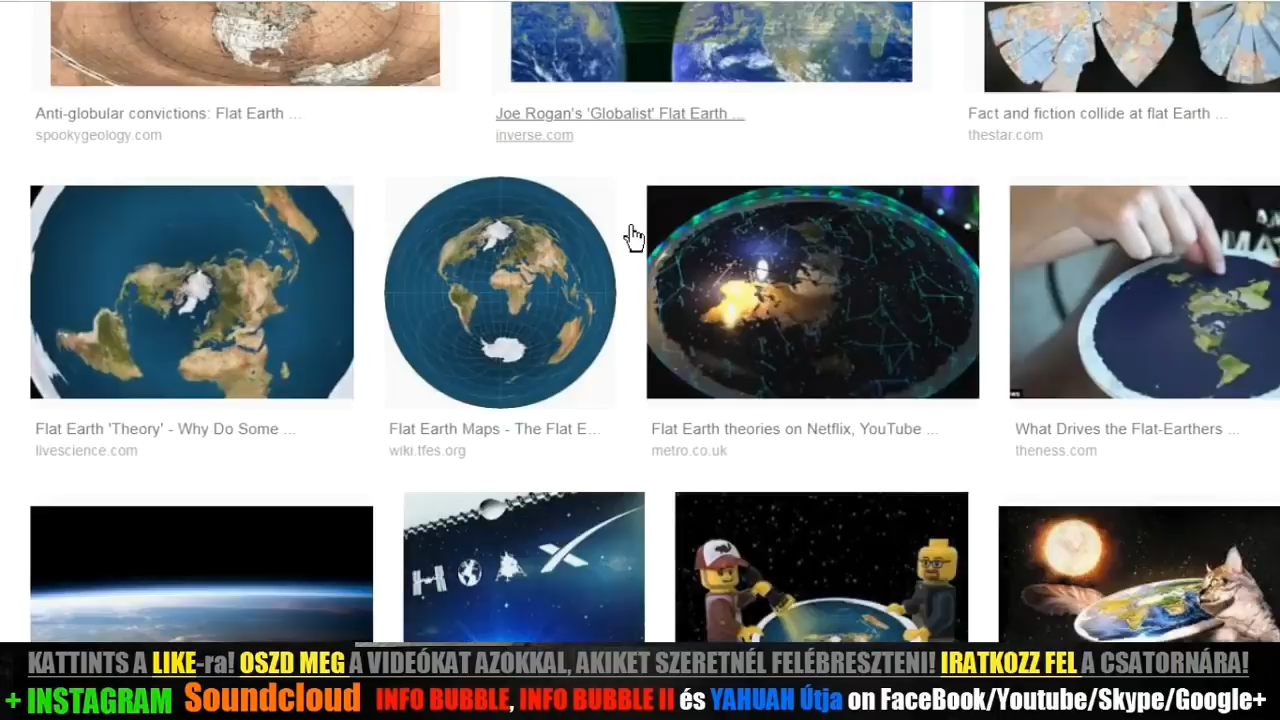 Anti-globular convictions: Flat Earth ...
spookygeology.com
Joe Rogan's 'Globalist' Flat Earth ...
inverse.com
Fact and fiction collide at flat Earth ...
thestar.com
Flat Earth 'Theory' - Why Do Some ...
livescience.com
Flat Earth Maps - The Flat E...
wiki.tfes.org
Flat Earth theories on Netflix, YouTube ...
metro.co.uk
What Drives the Flat-Earthers ...
theness.com
HOAX
KATTINTS A LIKE-ra! OSZD MEG A VIDEÓKAT AZOKKAL, AKIKET SZERETNÉL FELÉBRESZTENI! IRATKOZZ FEL A CSATORNÁRA!
+ INSTAGRAM Soundcloud INFO BUBBLE, INFO BUBBLE II és YAHUAH Útja on FaceBook/Youtube/Skype/Google+